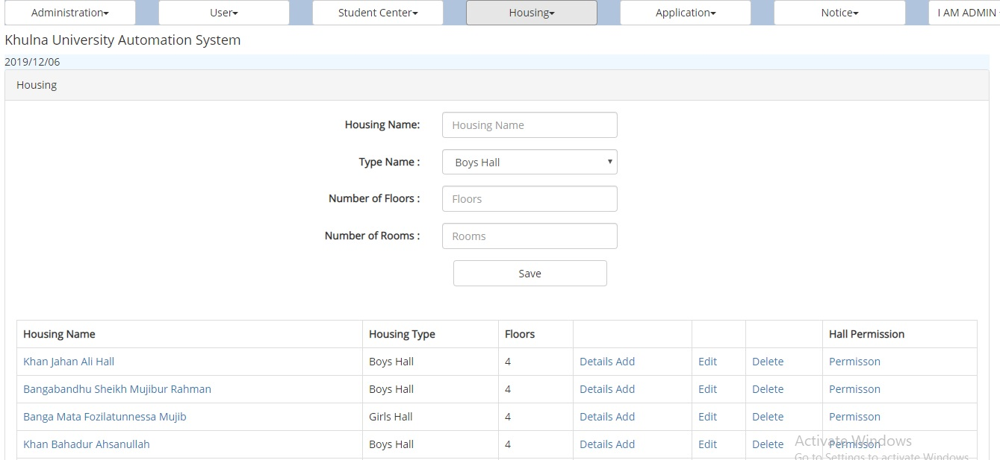 Administration User Student Center Housing Application Notice I AM ADMIN
Khulna University Automation System
2019/12/06
Housing
Housing Name: Housing Name
Type Name : Boys Hall
Number of Floors : Floors
Number of Rooms : Rooms
Save
Housing Name Housing Type Floors Hall Permission
Khan Jahan Ali Hall Boys Hall 4 Details Add Edit Delete Permisson
Bangabandhu Sheikh Mujibur Rahman Boys Hall 4 Details Add Edit Delete Permisson
Banga Mata Fozilatunnessa Mujib Girls Hall 4 Details Add Edit Delete Permisson
Khan Bahadur Ahsanullah Boys Hall 4 Details Add Edit Delete Permisson
Activate Windows
Go to Settings to activate Windows.